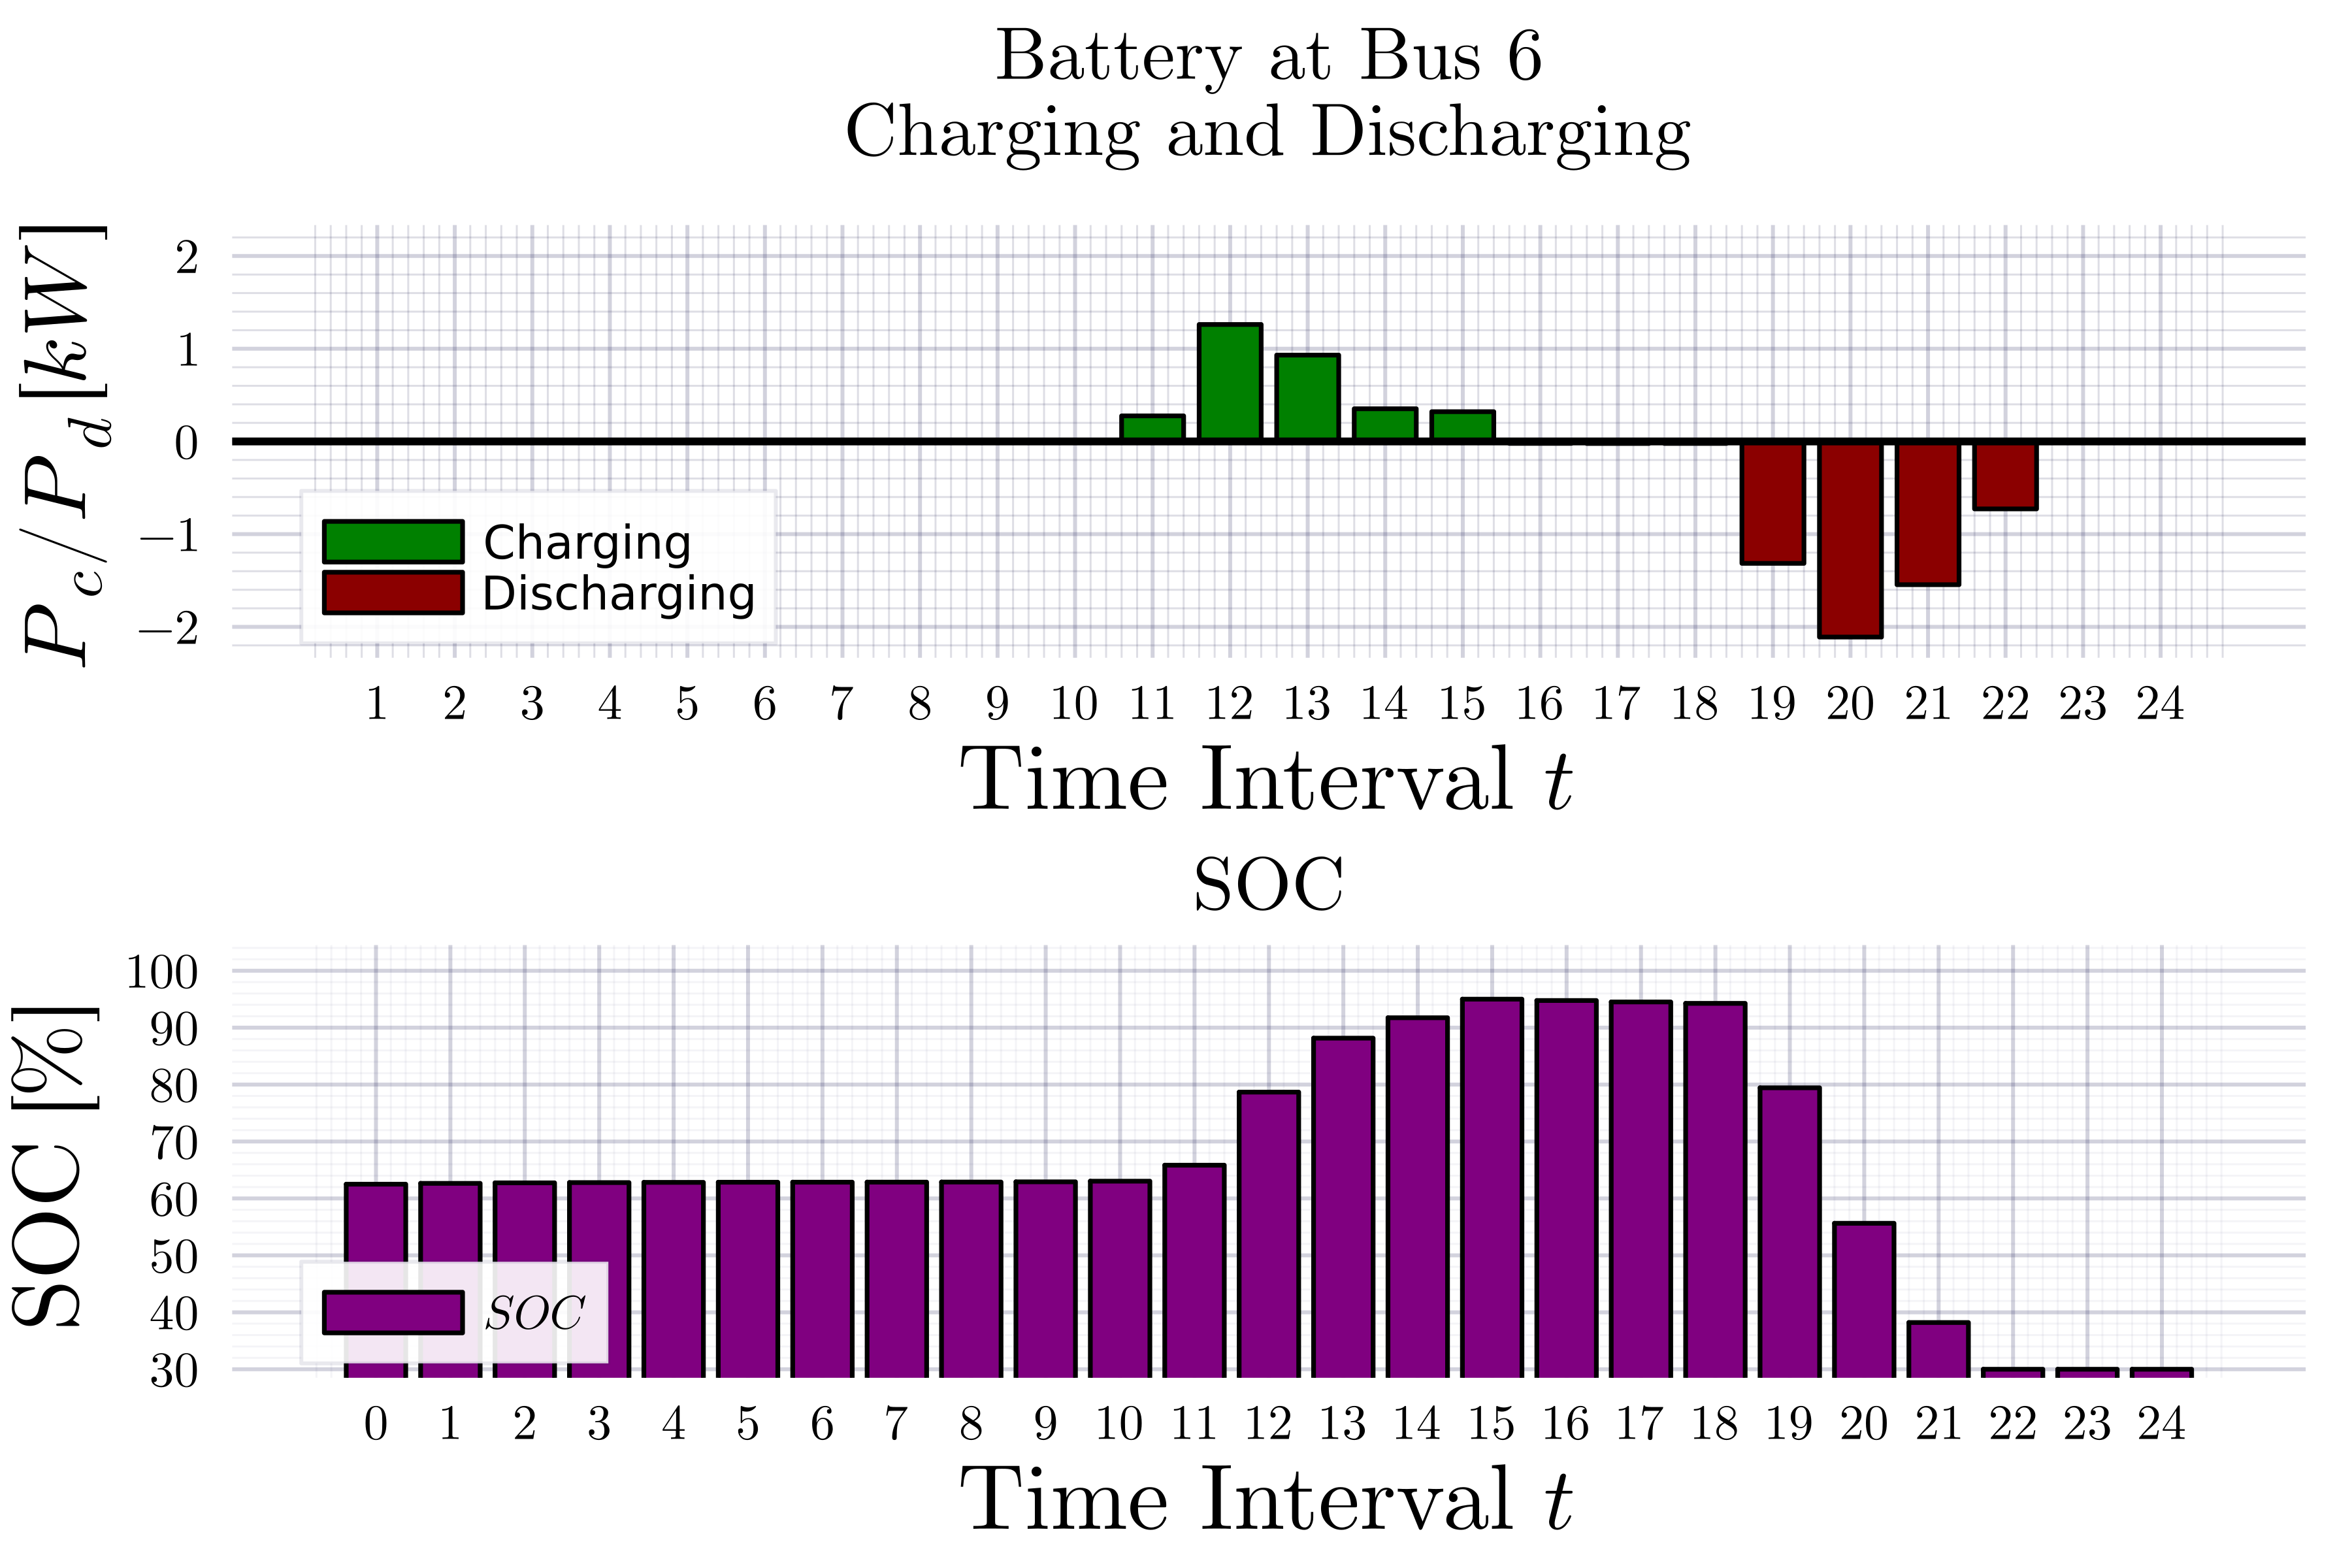 Battery at Bus 6
Charging and Discharging
P_c/P_d [kW]
2
1
0
−1
−2
Charging
Discharging
1 2 3 4 5 6 7 8 9 10 11 12 13 14 15 16 17 18 19 20 21 22 23 24
Time Interval t
SOC
SOC [%]
100
90
80
70
60
50
40
30
SOC
0 1 2 3 4 5 6 7 8 9 10 11 12 13 14 15 16 17 18 19 20 21 22 23 24
Time Interval t